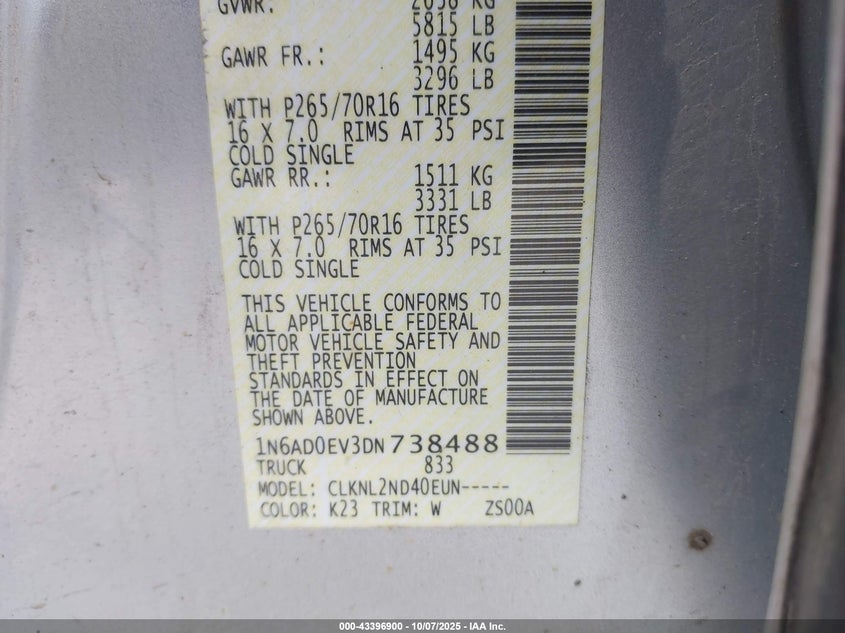 GVWR: 2638 KG
5815 LB
GAWR FR.: 1495 KG
3296 LB
WITH P265/70R16 TIRES
16 X 7.0 RIMS AT 35 PSI
COLD SINGLE
GAWR RR.: 1511 KG
3331 LB
WITH P265/70R16 TIRES
16 X 7.0 RIMS AT 35 PSI
COLD SINGLE
THIS VEHICLE CONFORMS TO
ALL APPLICABLE FEDERAL
MOTOR VEHICLE SAFETY AND
THEFT PREVENTION
STANDARDS IN EFFECT ON
THE DATE OF MANUFACTURE
SHOWN ABOVE.
1N6AD0EV3DN738488
TRUCK 833
MODEL: CLKNL2ND40EUN-----
COLOR: K23 TRIM: W ZS00A
000-43396900 - 10/07/2025 - IAA Inc.